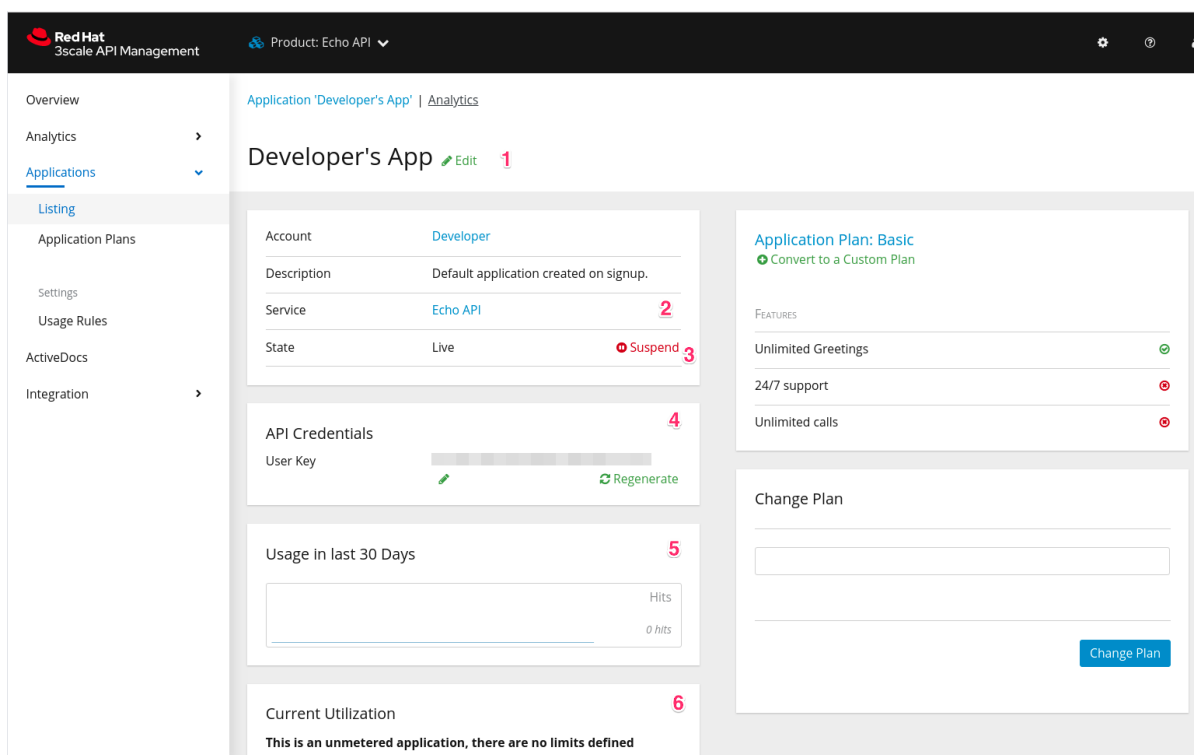 Red Hat
3scale API Management
Product: Echo API
Overview
Analytics
Applications
Listing
Application Plans
Settings
Usage Rules
ActiveDocs
Integration
Application 'Developer's App' | Analytics
Developer's App Edit 1
Account Developer
Description Default application created on signup.
Service Echo API 2
State Live Suspend 3
API Credentials 4
User Key
Regenerate
Usage in last 30 Days 5
Hits
0 hits
Current Utilization 6
This is an unmetered application, there are no limits defined
Application Plan: Basic
Convert to a Custom Plan
Features
Unlimited Greetings
24/7 support
Unlimited calls
Change Plan
Change Plan